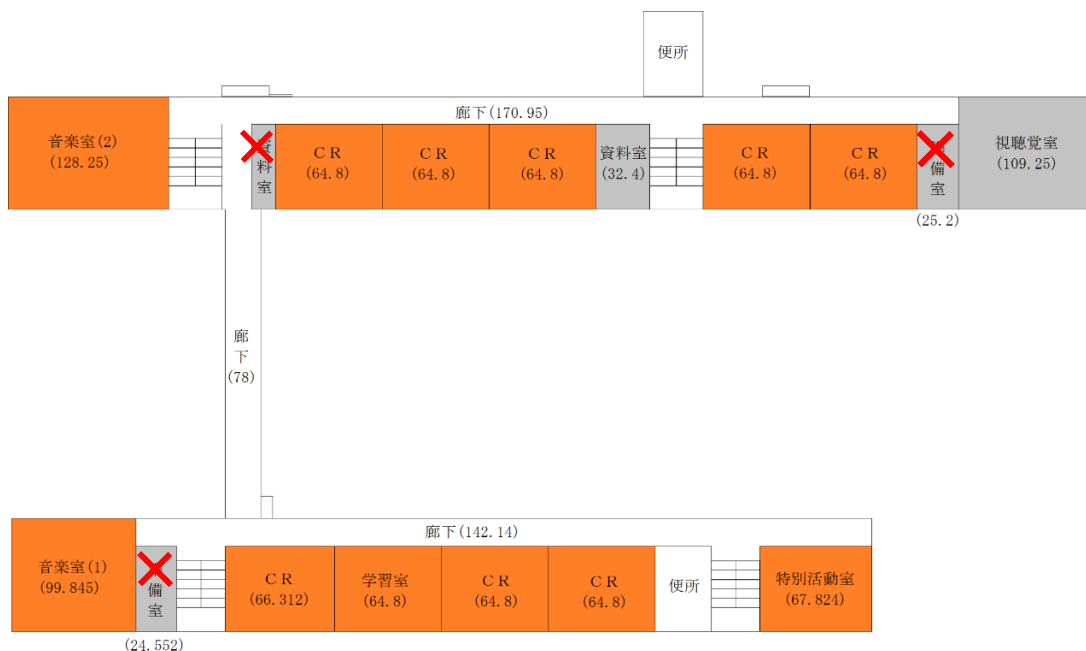 便所
廊下(170.95)
音楽室(2)
(128.25)
料
室
ＣＲ
(64.8)
ＣＲ
(64.8)
ＣＲ
(64.8)
資料室
(32.4)
ＣＲ
(64.8)
ＣＲ
(64.8)
備
室
(25.2)
視聴覚室
(109.25)
廊
下
(78)
廊下(142.14)
音楽室(1)
(99.845)
備
室
(24.552)
ＣＲ
(66.312)
学習室
(64.8)
ＣＲ
(64.8)
ＣＲ
(64.8)
便所
特別活動室
(67.824)